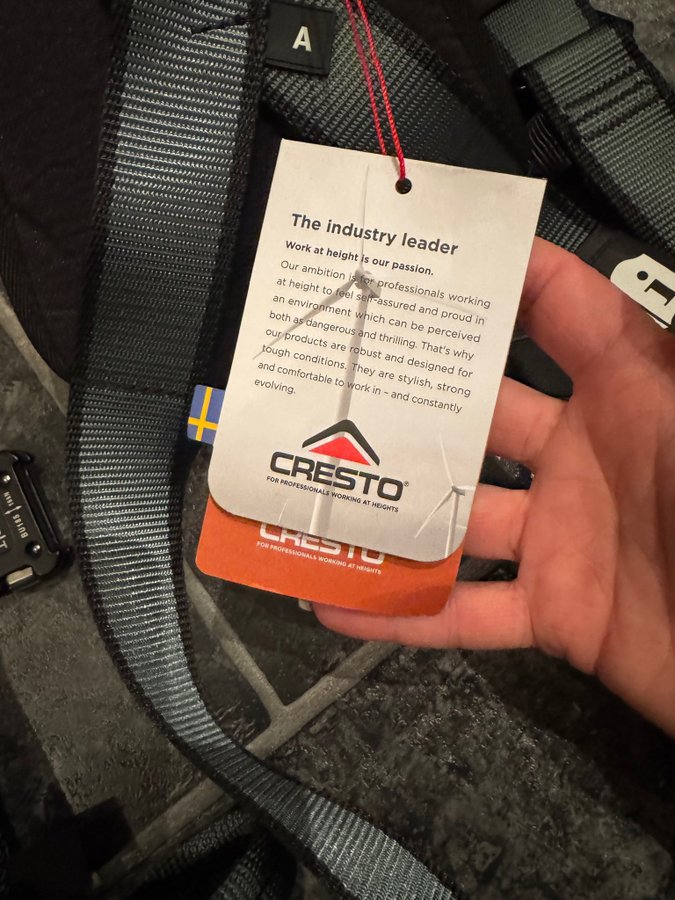 A
The industry leader
Work at height is our passion.
Our ambition is for professionals working
at height to feel self-assured and proud in
an environment which can be perceived
both as dangerous and thrilling. That's why
our products are robust and designed for
tough conditions. They are stylish, strong
and comfortable to work in – and constantly
evolving.
CRESTO®
FOR PROFESSIONALS WORKING AT HEIGHTS
CRESTO
FOR PROFESSIONALS WORKING AT HEIGHTS